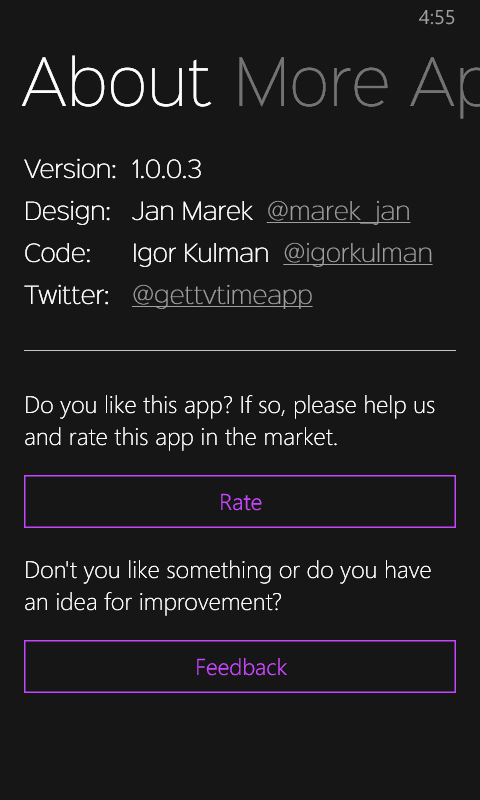 4:55
About More Ap
Version: 1.0.0.3
Design: Jan Marek @marek_jan
Code: Igor Kulman @igorkulman
Twitter: @gettvtimeapp
Do you like this app? If so, please help us
and rate this app in the market.
Rate
Don't you like something or do you have
an idea for improvement?
Feedback